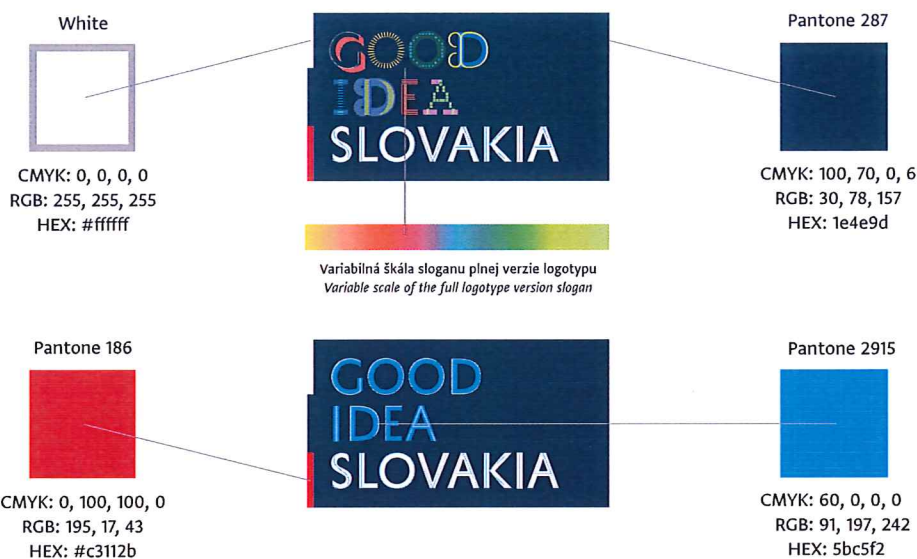 White
CMYK: 0, 0, 0, 0
RGB: 255, 255, 255
HEX: #ffffff
GOOD
IDEA
SLOVAKIA
Variabilná škála sloganu plnej verzie logotypu
Variable scale of the full logotype version slogan
Pantone 287
CMYK: 100, 70, 0, 6
RGB: 30, 78, 157
HEX: 1e4e9d
Pantone 186
CMYK: 0, 100, 100, 0
RGB: 195, 17, 43
HEX: #c3112b
GOOD
IDEA
SLOVAKIA
Pantone 2915
CMYK: 60, 0, 0, 0
RGB: 91, 197, 242
HEX: 5bc5f2